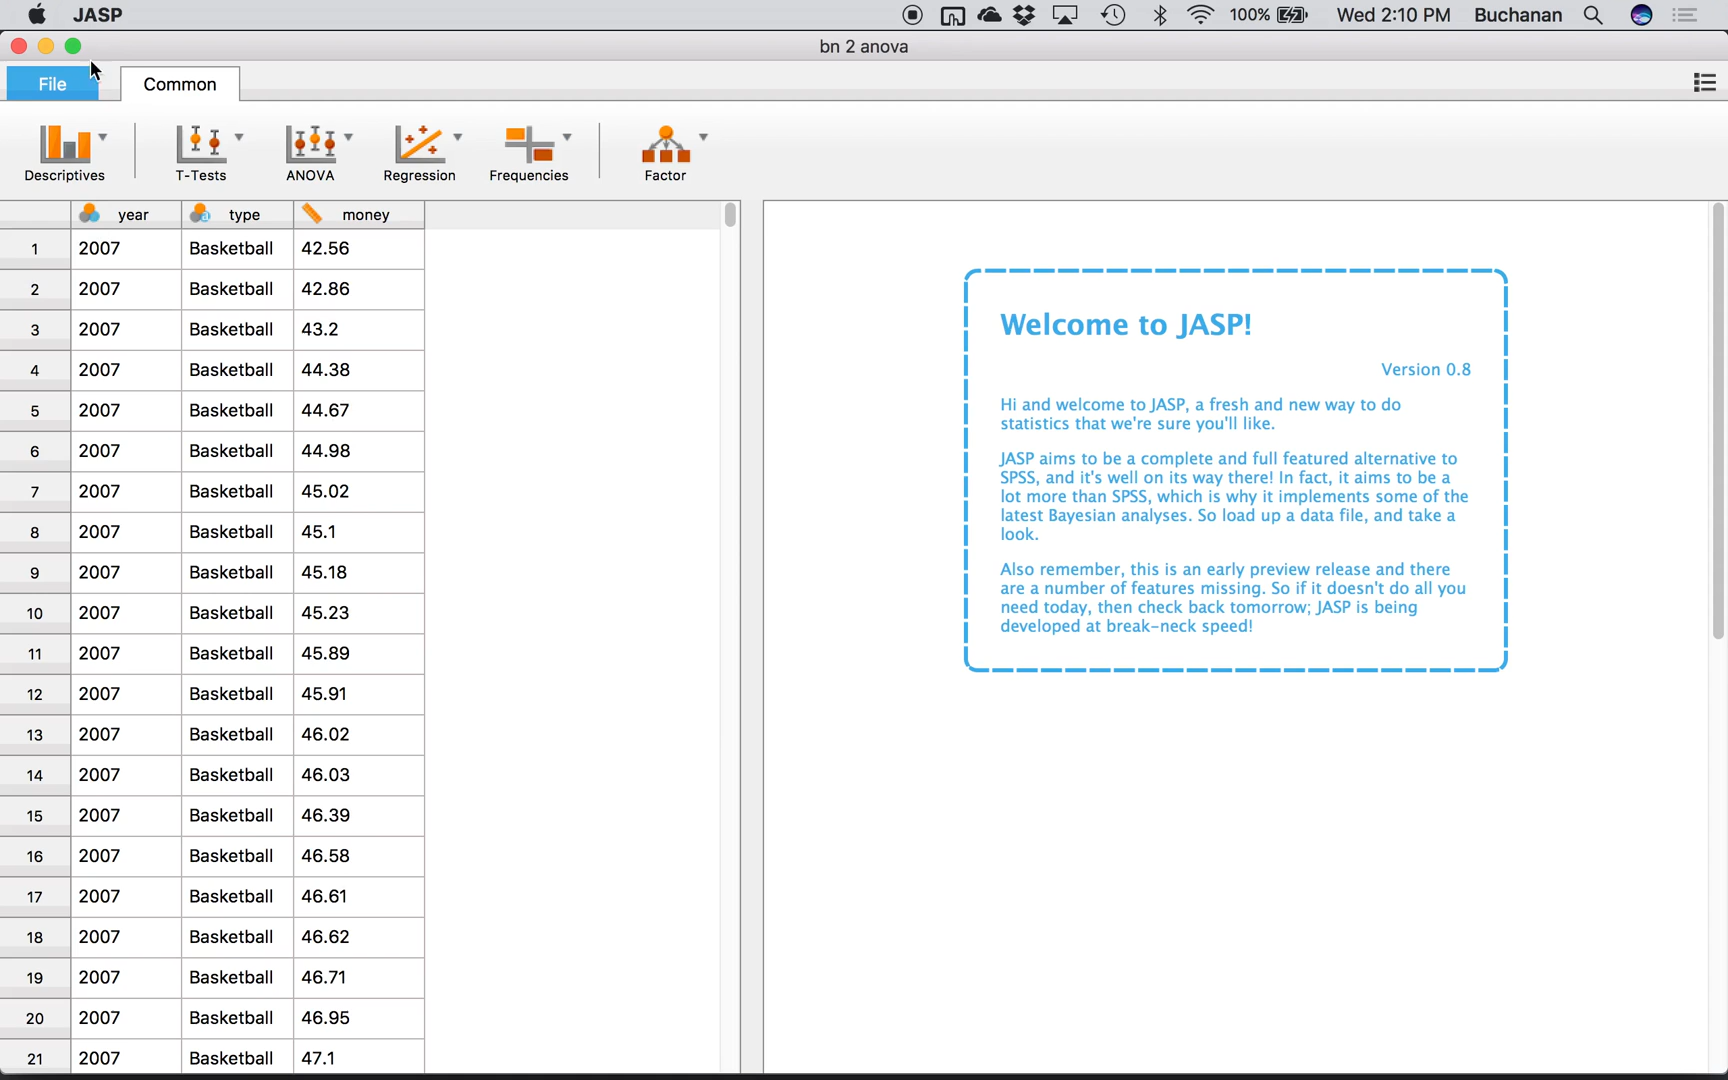 JASP 100% Wed 2:10 PM Buchanan
bn 2 anova
File Common
Descriptives T-Tests ANOVA Regression Frequencies Factor
year type money
1 2007 Basketball 42.56
2 2007 Basketball 42.86
3 2007 Basketball 43.2
4 2007 Basketball 44.38
5 2007 Basketball 44.67
6 2007 Basketball 44.98
7 2007 Basketball 45.02
8 2007 Basketball 45.1
9 2007 Basketball 45.18
10 2007 Basketball 45.23
11 2007 Basketball 45.89
12 2007 Basketball 45.91
13 2007 Basketball 46.02
14 2007 Basketball 46.03
15 2007 Basketball 46.39
16 2007 Basketball 46.58
17 2007 Basketball 46.61
18 2007 Basketball 46.62
19 2007 Basketball 46.71
20 2007 Basketball 46.95
21 2007 Basketball 47.1
Welcome to JASP!
Version 0.8
Hi and welcome to JASP, a fresh and new way to do
statistics that we're sure you'll like.
JASP aims to be a complete and full featured alternative to
SPSS, and it's well on its way there! In fact, it aims to be a
lot more than SPSS, which is why it implements some of the
latest Bayesian analyses. So load up a data file, and take a
look.
Also remember, this is an early preview release and there
are a number of features missing. So if it doesn't do all you
need today, then check back tomorrow; JASP is being
developed at break-neck speed!